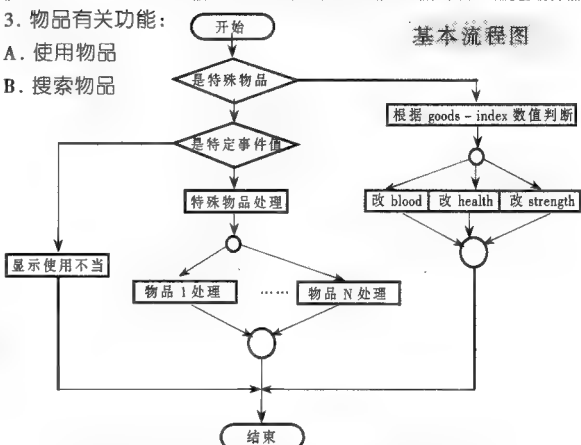 3. 物品有关功能：
A. 使用物品
B. 搜索物品
基本流程图
开始
是特殊物品
根据 goods - index 数值判断
是特定事件值
特殊物品处理
改 blood 改 health 改 strength
显示使用不当
物品 1 处理 …… 物品 N 处理
结束